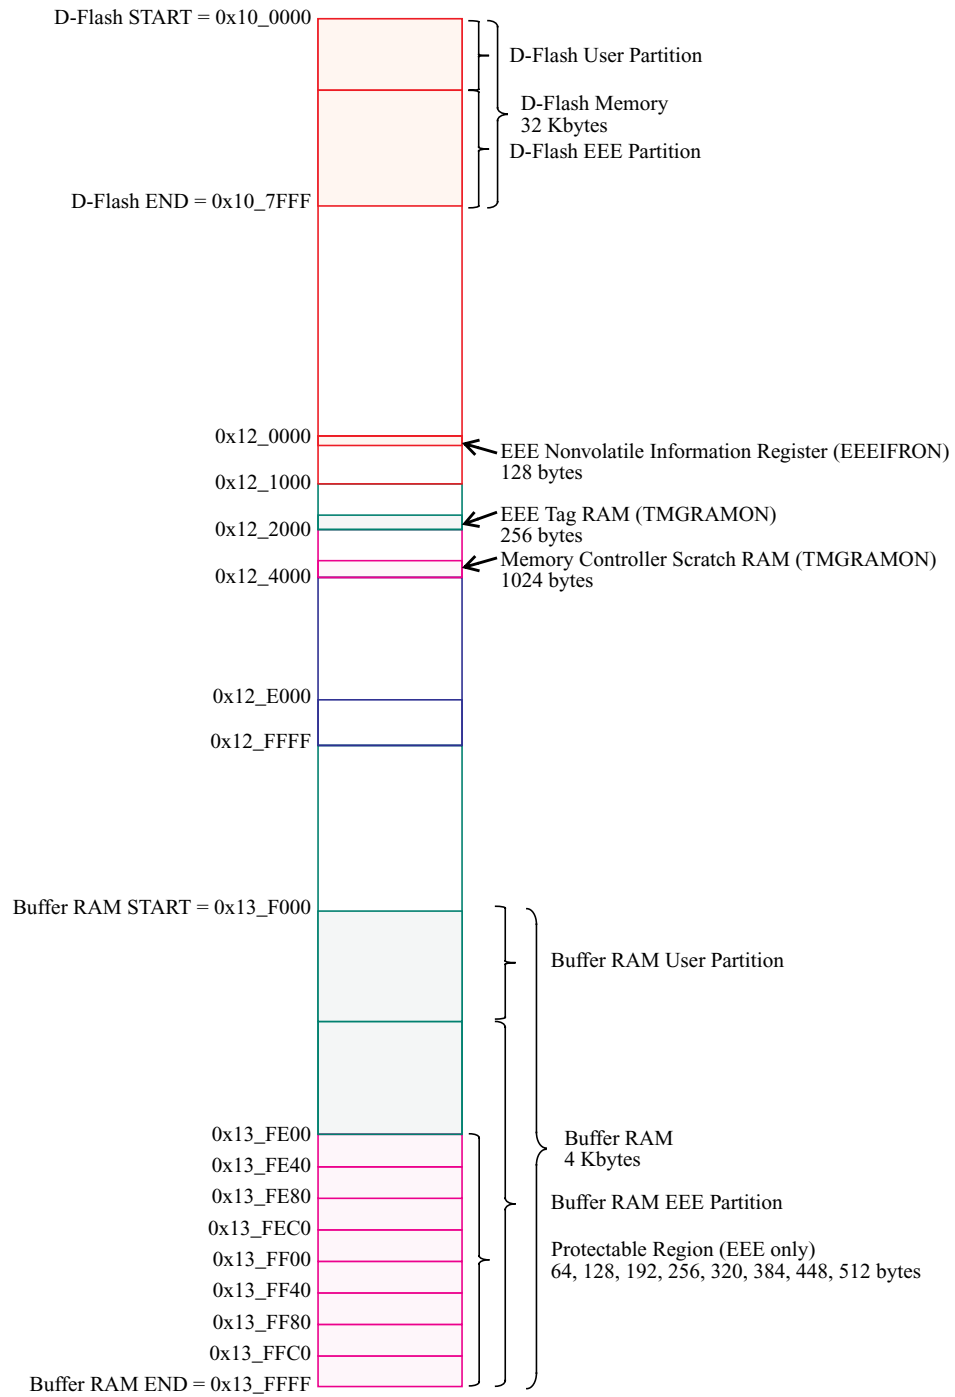 D-Flash START = 0x10_0000
D-Flash User Partition
D-Flash Memory
32 Kbytes
D-Flash EEE Partition
D-Flash END = 0x10_7FFF
0x12_0000
EEE Nonvolatile Information Register (EEEIFRON)
128 bytes
0x12_1000
EEE Tag RAM (TMGRAMON)
256 bytes
0x12_2000
Memory Controller Scratch RAM (TMGRAMON)
1024 bytes
0x12_4000
0x12_E000
0x12_FFFF
Buffer RAM START = 0x13_F000
Buffer RAM User Partition
0x13_FE00
Buffer RAM
4 Kbytes
0x13_FE40
0x13_FE80
Buffer RAM EEE Partition
0x13_FEC0
Protectable Region (EEE only)
64, 128, 192, 256, 320, 384, 448, 512 bytes
0x13_FF00
0x13_FF40
0x13_FF80
0x13_FFC0
Buffer RAM END = 0x13_FFFF